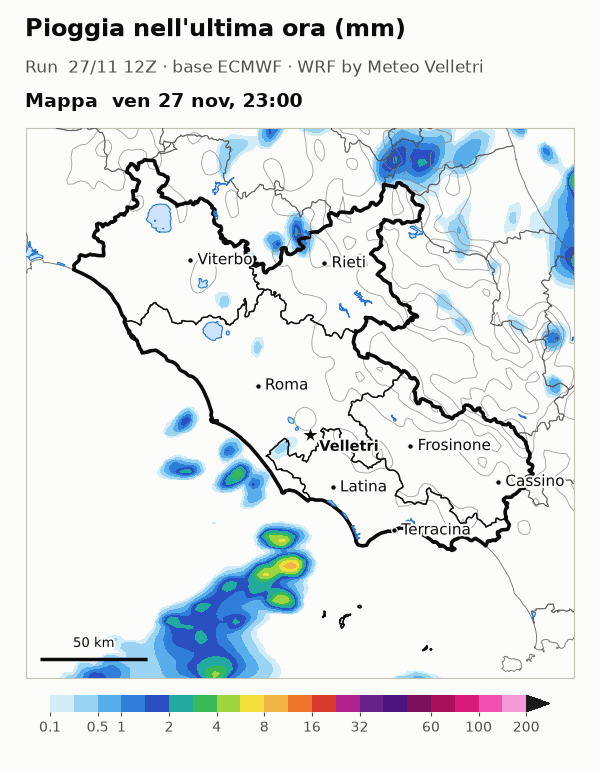 Pioggia nell'ultima ora (mm)
Run  27/11 12Z · base ECMWF · WRF by Meteo Velletri
Mappa  ven 27 nov, 23:00
Viterbo
Rieti
Roma
Velletri
Frosinone
Latina
Cassino
Terracina
50 km
0.1 0.5 1 2 4 8 16 32 60 100 200